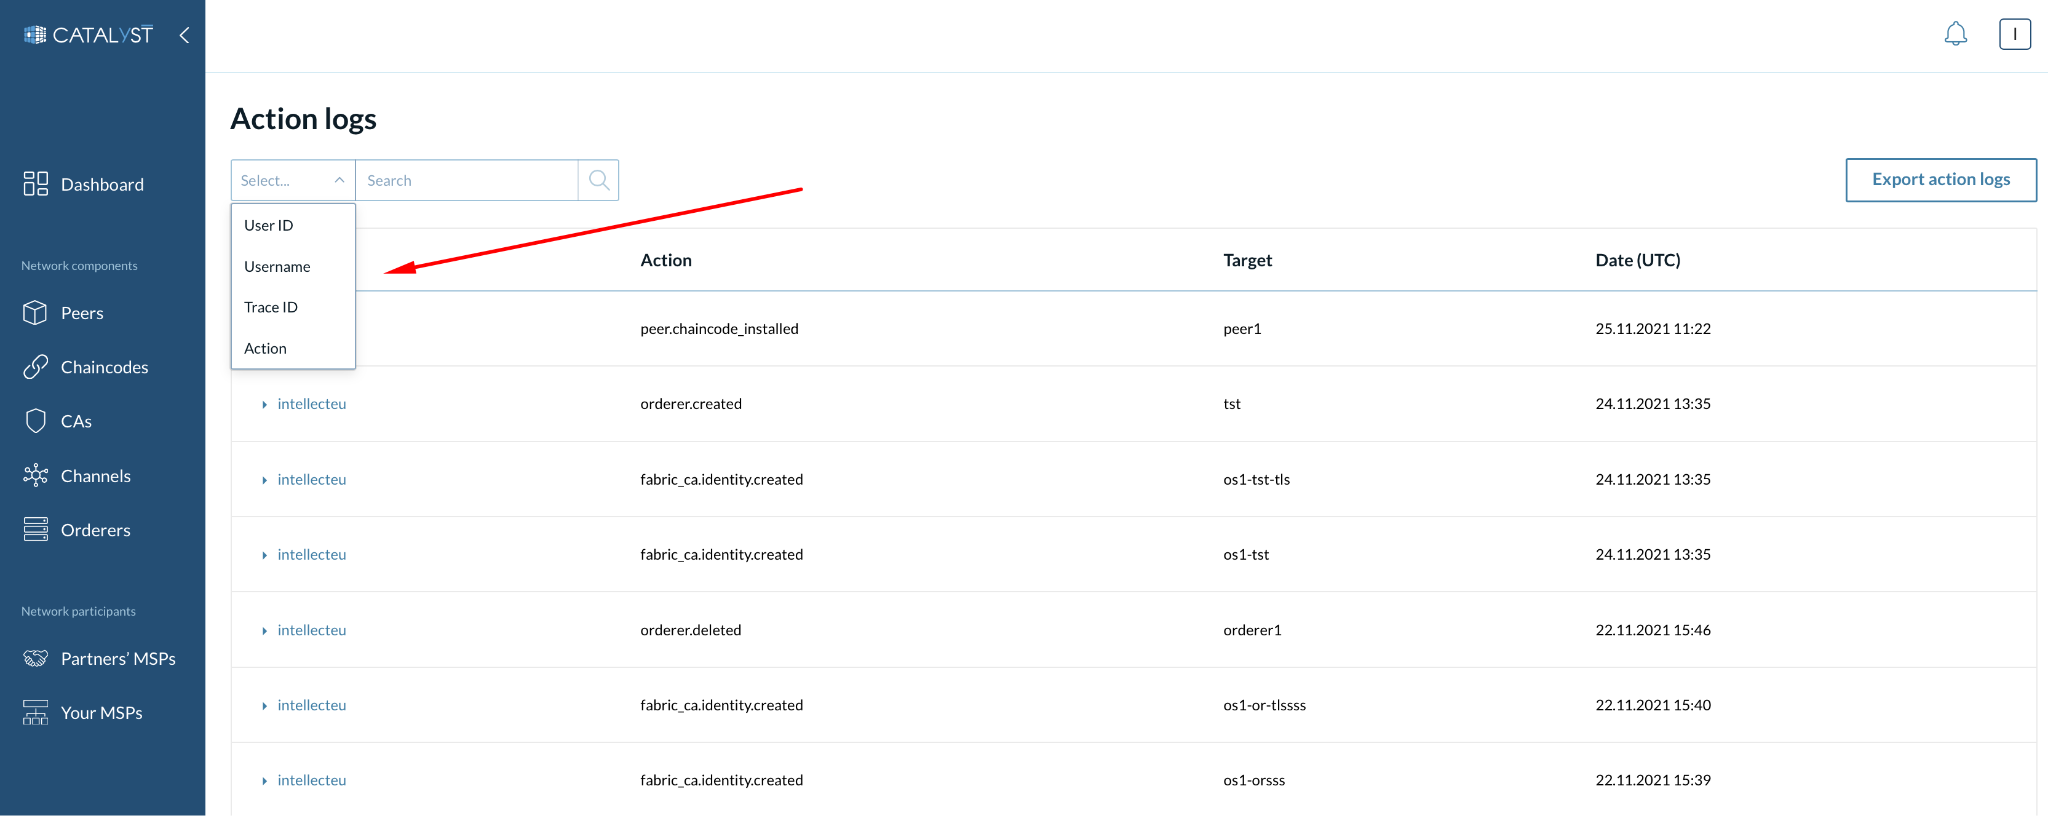 CATALYST
I
Action logs
Select...
Search
Export action logs
Dashboard
User ID
Username
Trace ID
Action
Action
Target
Date (UTC)
Network components
Peers
Chaincodes
CAs
Channels
Orderers
Network participants
Partners’ MSPs
Your MSPs
peer.chaincode_installed
peer1
25.11.2021 11:22
intellecteu
orderer.created
tst
24.11.2021 13:35
intellecteu
fabric_ca.identity.created
os1-tst-tls
24.11.2021 13:35
intellecteu
fabric_ca.identity.created
os1-tst
24.11.2021 13:35
intellecteu
orderer.deleted
orderer1
22.11.2021 15:46
intellecteu
fabric_ca.identity.created
os1-or-tlssss
22.11.2021 15:40
intellecteu
fabric_ca.identity.created
os1-orsss
22.11.2021 15:39